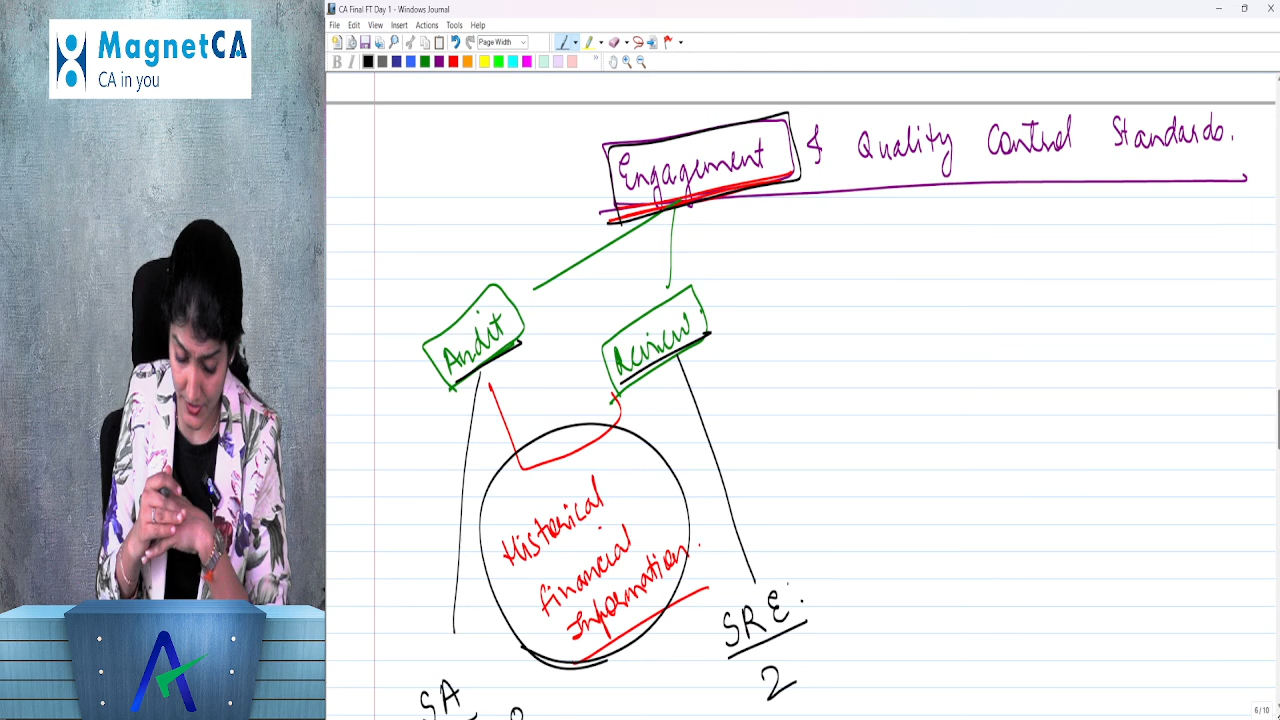 MagnetCA
CA in you
CA Final FT Day 1 - Windows Journal
File Edit View Insert Actions Tools Help
Page Width
B I
Engagement & Quality Control Standards.
Audit
Review.
Historical
Financial
Information.
SRE.
2
SA
6/10